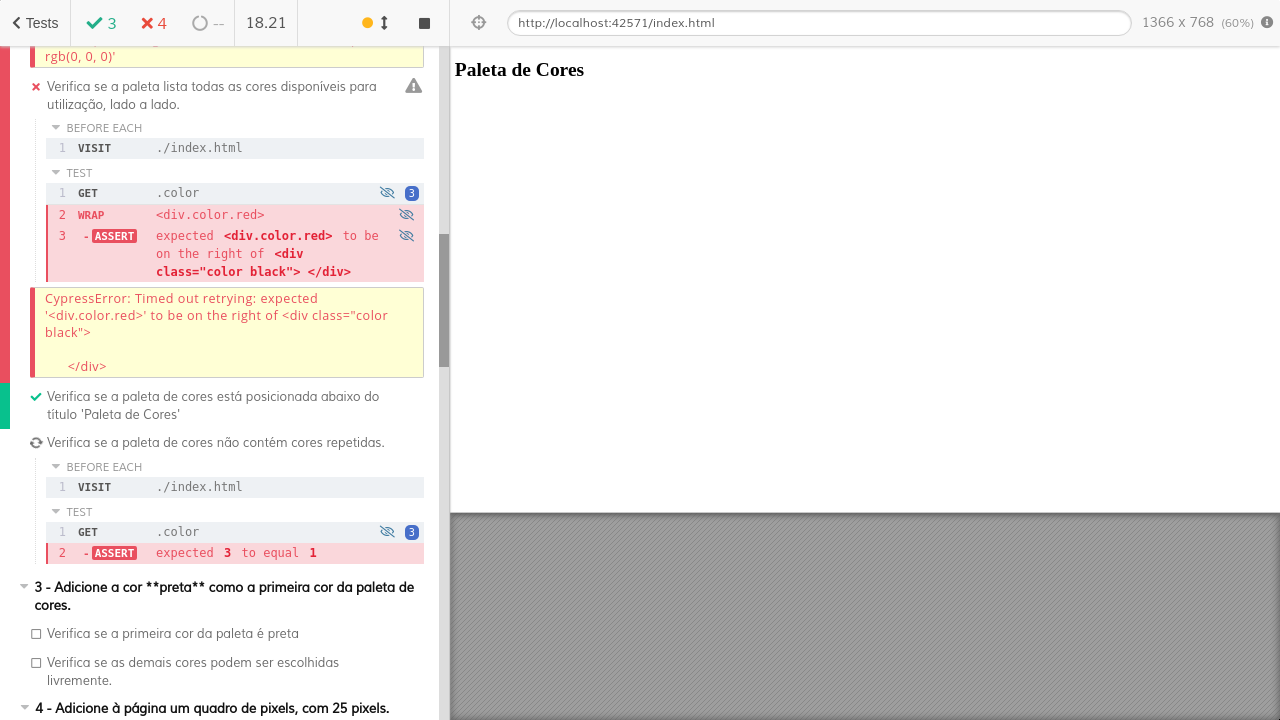 Tests
3
4
--
18.21
http://localhost:42571/index.html
1366 x 768 (60%)
rgb(0, 0, 0)'
Verifica se a paleta lista todas as cores disponíveis para
utilização, lado a lado.
BEFORE EACH
1 VISIT ./index.html
TEST
1 GET .color 3
2 WRAP <div.color.red>
3 - ASSERT expected <div.color.red> to be
on the right of <div
class="color black"> </div>
CypressError: Timed out retrying: expected
'<div.color.red>' to be on the right of <div class="color
black">
</div>
Verifica se a paleta de cores está posicionada abaixo do
título 'Paleta de Cores'
Verifica se a paleta de cores não contém cores repetidas.
BEFORE EACH
1 VISIT ./index.html
TEST
1 GET .color 3
2 - ASSERT expected 3 to equal 1
3 - Adicione a cor **preta** como a primeira cor da paleta de
cores.
Verifica se a primeira cor da paleta é preta
Verifica se as demais cores podem ser escolhidas
livremente.
4 - Adicione à página um quadro de pixels, com 25 pixels.
Paleta de Cores